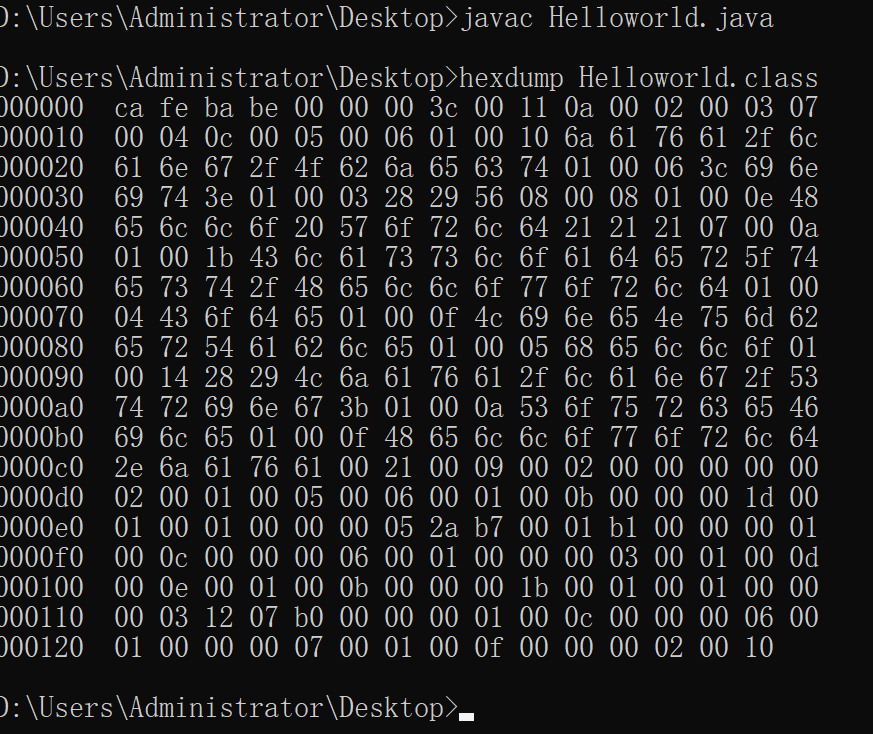 D:\Users\Administrator\Desktop>javac Helloworld.java
D:\Users\Administrator\Desktop>hexdump Helloworld.class
000000 ca fe ba be 00 00 00 3c 00 11 0a 00 02 00 03 07
000010 00 04 0c 00 05 00 06 01 00 10 6a 61 76 61 2f 6c
000020 61 6e 67 2f 4f 62 6a 65 63 74 01 00 06 3c 69 6e
000030 69 74 3e 01 00 03 28 29 56 08 00 08 01 00 0e 48
000040 65 6c 6c 6f 20 57 6f 72 6c 64 21 21 21 07 00 0a
000050 01 00 1b 43 6c 61 73 73 6c 6f 61 64 65 72 5f 74
000060 65 73 74 2f 48 65 6c 6c 6f 77 6f 72 6c 64 01 00
000070 04 43 6f 64 65 01 00 0f 4c 69 6e 65 4e 75 6d 62
000080 65 72 54 61 62 6c 65 01 00 05 68 65 6c 6c 6f 01
000090 00 14 28 29 4c 6a 61 76 61 2f 6c 61 6e 67 2f 53
0000a0 74 72 69 6e 67 3b 01 00 0a 53 6f 75 72 63 65 46
0000b0 69 6c 65 01 00 0f 48 65 6c 6c 6f 77 6f 72 6c 64
0000c0 2e 6a 61 76 61 00 21 00 09 00 02 00 00 00 00 00
0000d0 02 00 01 00 05 00 06 00 01 00 0b 00 00 00 1d 00
0000e0 01 00 01 00 00 00 05 2a b7 00 01 b1 00 00 00 01
0000f0 00 0c 00 00 00 06 00 01 00 00 00 03 00 01 00 0d
000100 00 0e 00 01 00 0b 00 00 00 1b 00 01 00 01 00 00
000110 00 03 12 07 b0 00 00 00 01 00 0c 00 00 00 06 00
000120 01 00 00 00 07 00 01 00 0f 00 00 00 02 00 10
D:\Users\Administrator\Desktop>